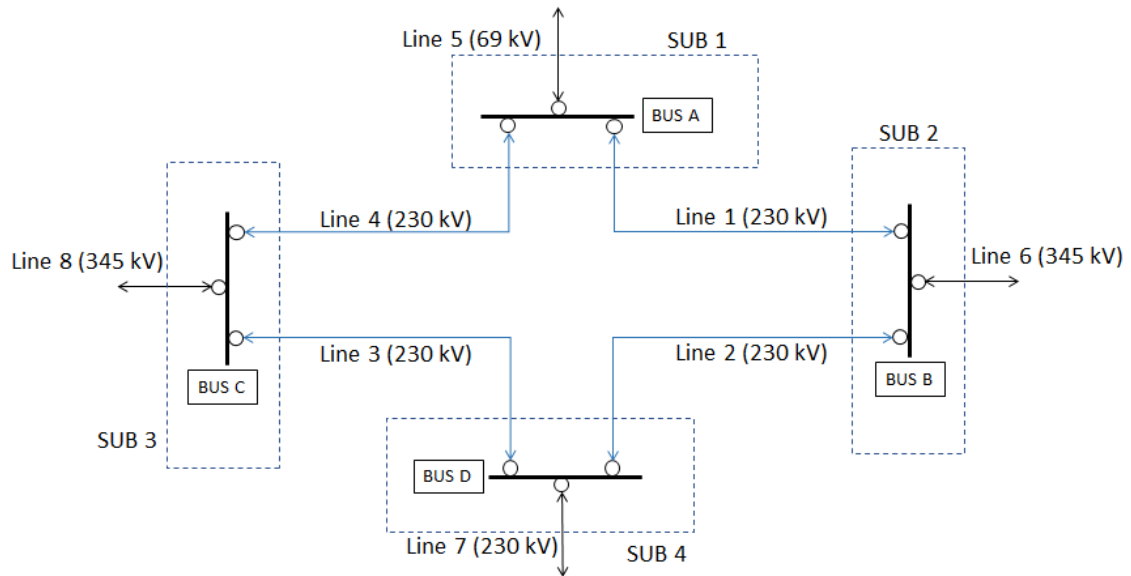 Line 5 (69 kV)
SUB 1
BUS A
SUB 2
Line 4 (230 kV)
Line 1 (230 kV)
Line 8 (345 kV)
Line 6 (345 kV)
Line 3 (230 kV)
Line 2 (230 kV)
BUS C
BUS B
SUB 3
BUS D
Line 7 (230 kV)
SUB 4